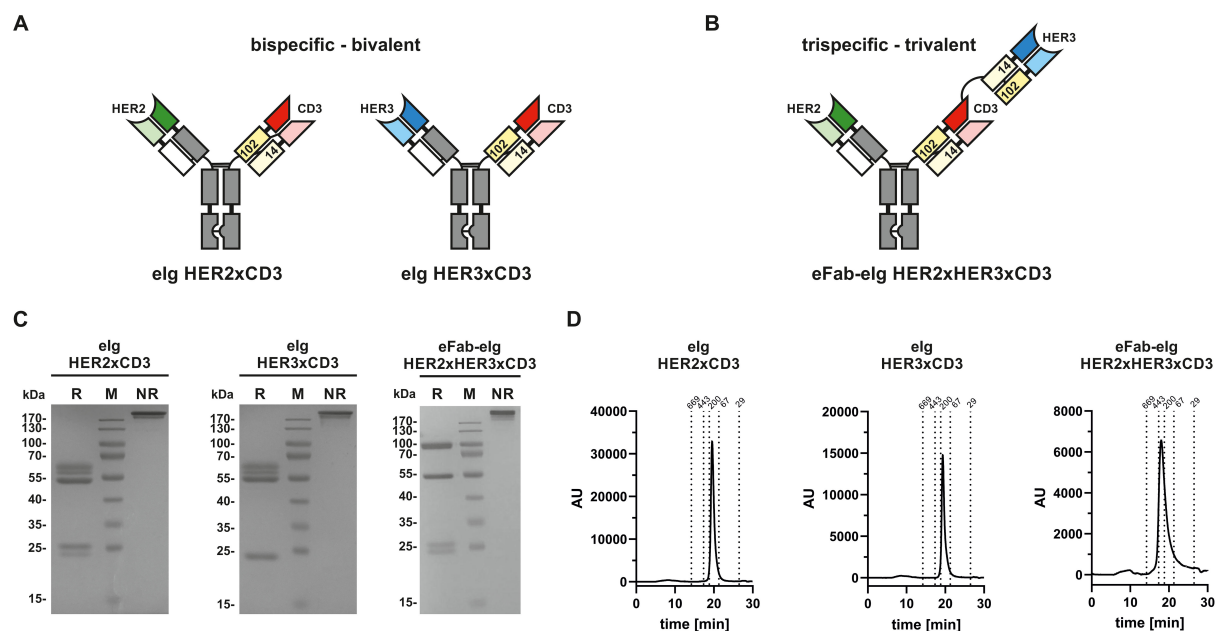 A
bispecific - bivalent
HER2
CD3
102
14
eIg HER2xCD3
HER3
CD3
102
14
eIg HER3xCD3
B
trispecific - trivalent
HER3
14
102
HER2
CD3
102
14
eFab-eIg HER2xHER3xCD3
C
eIg
HER2xCD3
kDa R M NR
170-
130-
100-
70-
55-
40-
35-
25-
15-
eIg
HER3xCD3
kDa R M NR
170-
130-
100-
70-
55-
40-
35-
25-
15-
eFab-eIg
HER2xHER3xCD3
kDa R M NR
170-
130-
100-
70-
55-
40-
35-
25-
15-
D
eIg
HER2xCD3
669 443 200 67 29
AU
40000
35000
30000
25000
20000
15000
10000
5000
0
0 10 20 30
time [min]
eIg
HER3xCD3
669 443 200 67 29
AU
20000
15000
10000
5000
0
0 10 20 30
time [min]
eFab-eIg
HER2xHER3xCD3
669 443 200 67 29
AU
8000
6000
4000
2000
0
0 10 20 30
time [min]